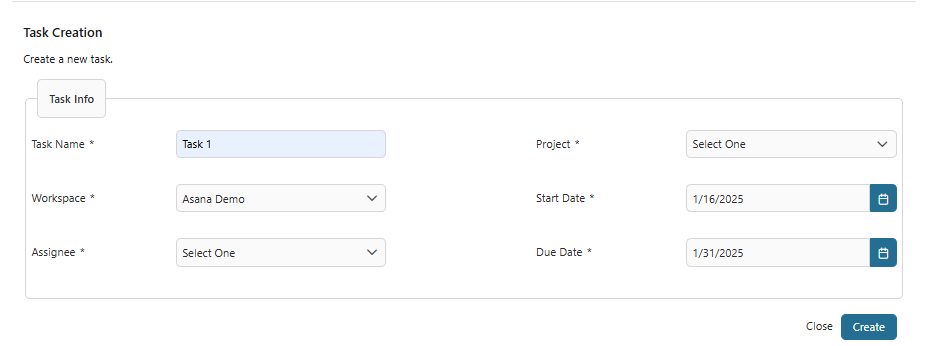 Task Creation
Create a new task.
Task Info
Task Name *
Task 1
Project *
Select One
Workspace *
Asana Demo
Start Date *
1/16/2025
Assignee *
Select One
Due Date *
1/31/2025
Close
Create